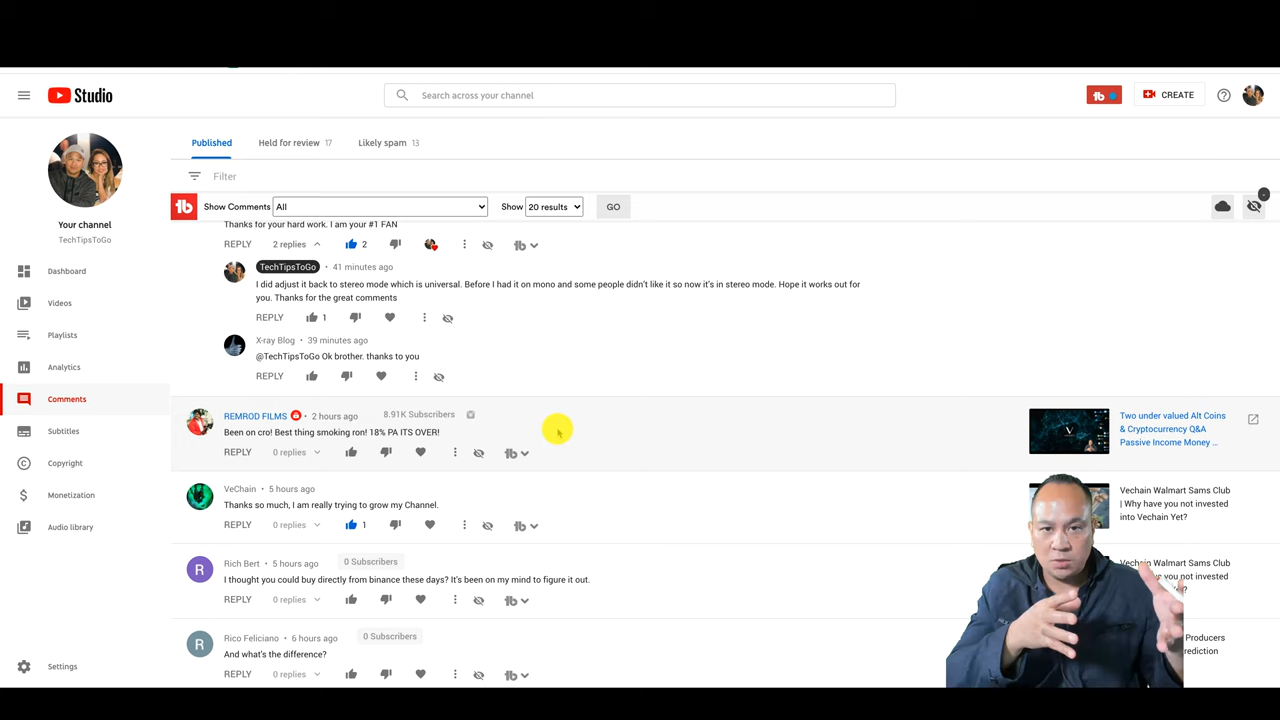 Studio
Search across your channel
CREATE
Your channel
TechTipsToGo
Dashboard
Videos
Playlists
Analytics
Comments
Subtitles
Copyright
Monetization
Audio library
Settings
Published
Held for review 17
Likely spam 13
Filter
tb Show Comments All Show 20 results GO
Thanks for your hard work. I am your #1 FAN
REPLY 2 replies 2 tb
TechTipsToGo • 41 minutes ago
I did adjust it back to stereo mode which is universal. Before I had it on mono and some people didn't like it so now it's in stereo mode. Hope it works out for
you. Thanks for the great comments
REPLY 1
X-ray Blog • 39 minutes ago
@TechTipsToGo Ok brother. thanks to you
REPLY
REMROD FILMS • 2 hours ago 8.91K Subscribers
Been on cro! Best thing smoking ron! 18% PA ITS OVER!
REPLY 0 replies tb
Two under valued Alt Coins
& Cryptocurrency Q&A
Passive Income Money ...
VeChain • 5 hours ago
Thanks so much, I am really trying to grow my Channel.
REPLY 0 replies 1 tb
Vechain Walmart Sams Club
| Why have you not invested
into Vechain Yet?
R Rich Bert • 5 hours ago 0 Subscribers
I thought you could buy directly from binance these days? It's been on my mind to figure it out.
REPLY 0 replies tb
Vechain Walmart Sams Club
you not invested
R Rico Feliciano • 6 hours ago 0 Subscribers
And what's the difference?
REPLY 0 replies tb
Producers